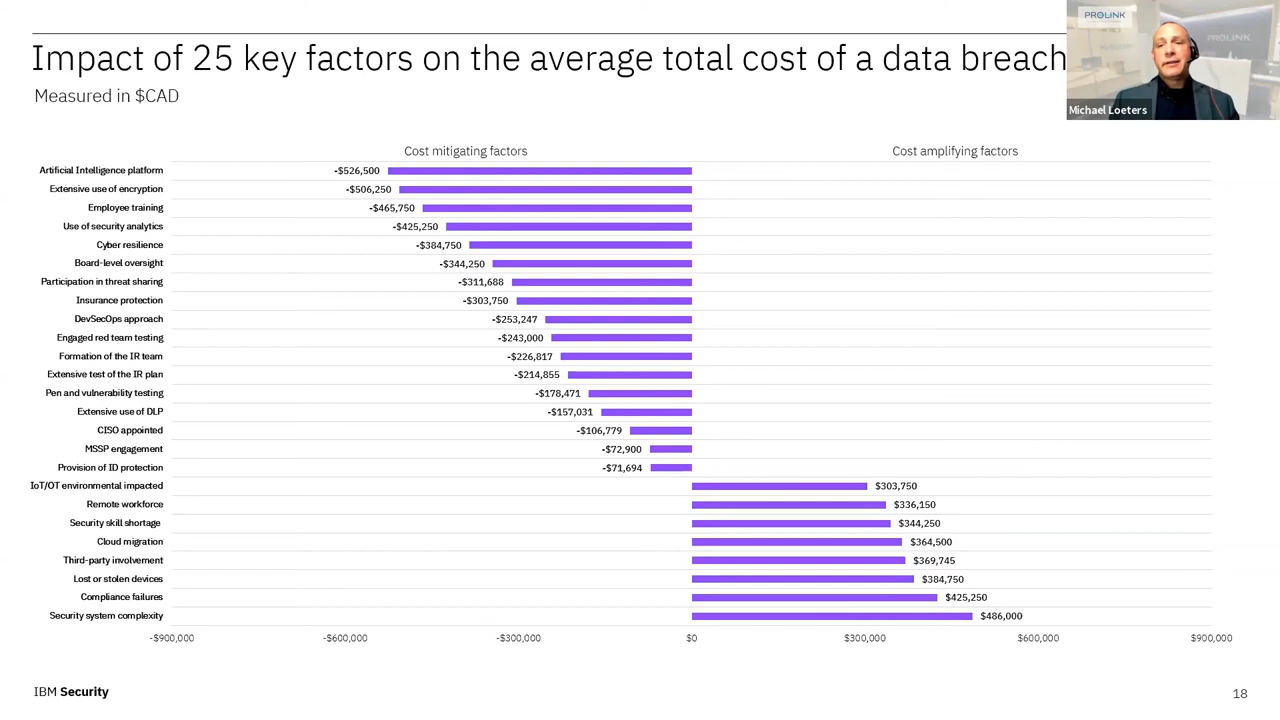 Impact of 25 key factors on the average total cost of a data breach
Measured in $CAD
PROLINK
PROLINK
Michael Loeters
Cost mitigating factors
Cost amplifying factors
Artificial Intelligence platform -$526,500
Extensive use of encryption -$506,250
Employee training -$465,750
Use of security analytics -$425,250
Cyber resilience -$384,750
Board-level oversight -$344,250
Participation in threat sharing -$311,688
Insurance protection -$303,750
DevSecOps approach -$253,247
Engaged red team testing -$243,000
Formation of the IR team -$226,817
Extensive test of the IR plan -$214,855
Pen and vulnerability testing -$178,471
Extensive use of DLP -$157,031
CISO appointed -$106,779
MSSP engagement -$72,900
Provision of ID protection -$71,694
IoT/OT environmental impacted $303,750
Remote workforce $336,150
Security skill shortage $344,250
Cloud migration $364,500
Third-party involvement $369,745
Lost or stolen devices $384,750
Compliance failures $425,250
Security system complexity $486,000
-$900,000 -$600,000 -$300,000 $0 $300,000 $600,000 $900,000
IBM Security
18